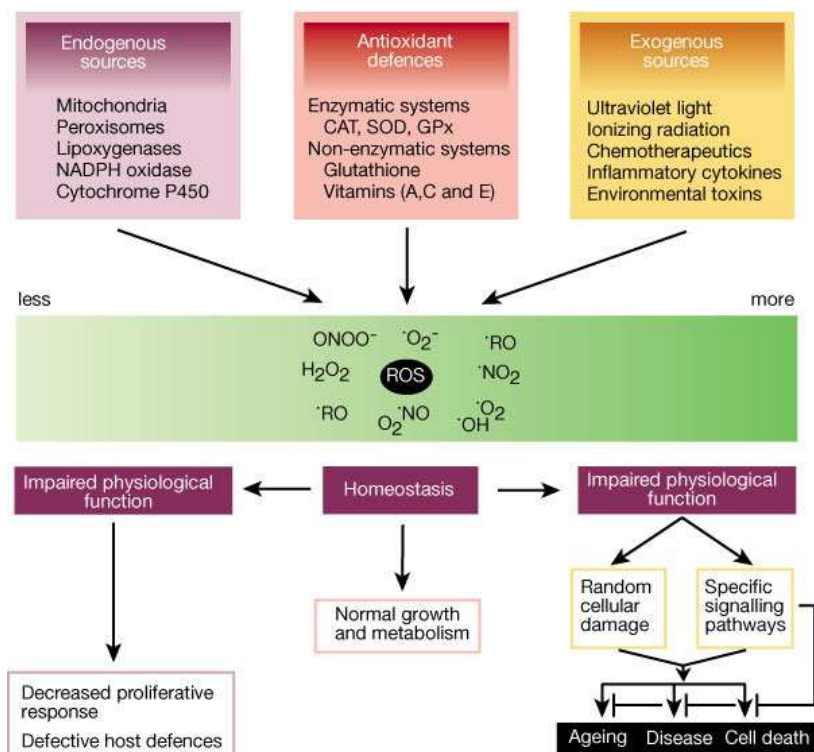 Endogenous
sources
Mitochondria
Peroxisomes
Lipoxygenases
NADPH oxidase
Cytochrome P450
Antioxidant
defences
Enzymatic systems
CAT, SOD, GPx
Non-enzymatic systems
Glutathione
Vitamins (A,C and E)
Exogenous
sources
Ultraviolet light
Ionizing radiation
Chemotherapeutics
Inflammatory cytokines
Environmental toxins
less
more
ONOO⁻ ˙O₂⁻ ˙RO
H₂O₂ ROS ˙NO₂
˙RO O₂˙NO ˙OH ˙O₂
Impaired physiological
function
Homeostasis
Impaired physiological
function
Normal growth
and metabolism
Random
cellular
damage
Specific
signalling
pathways
Decreased proliferative
response
Defective host defences
Ageing Disease Cell death